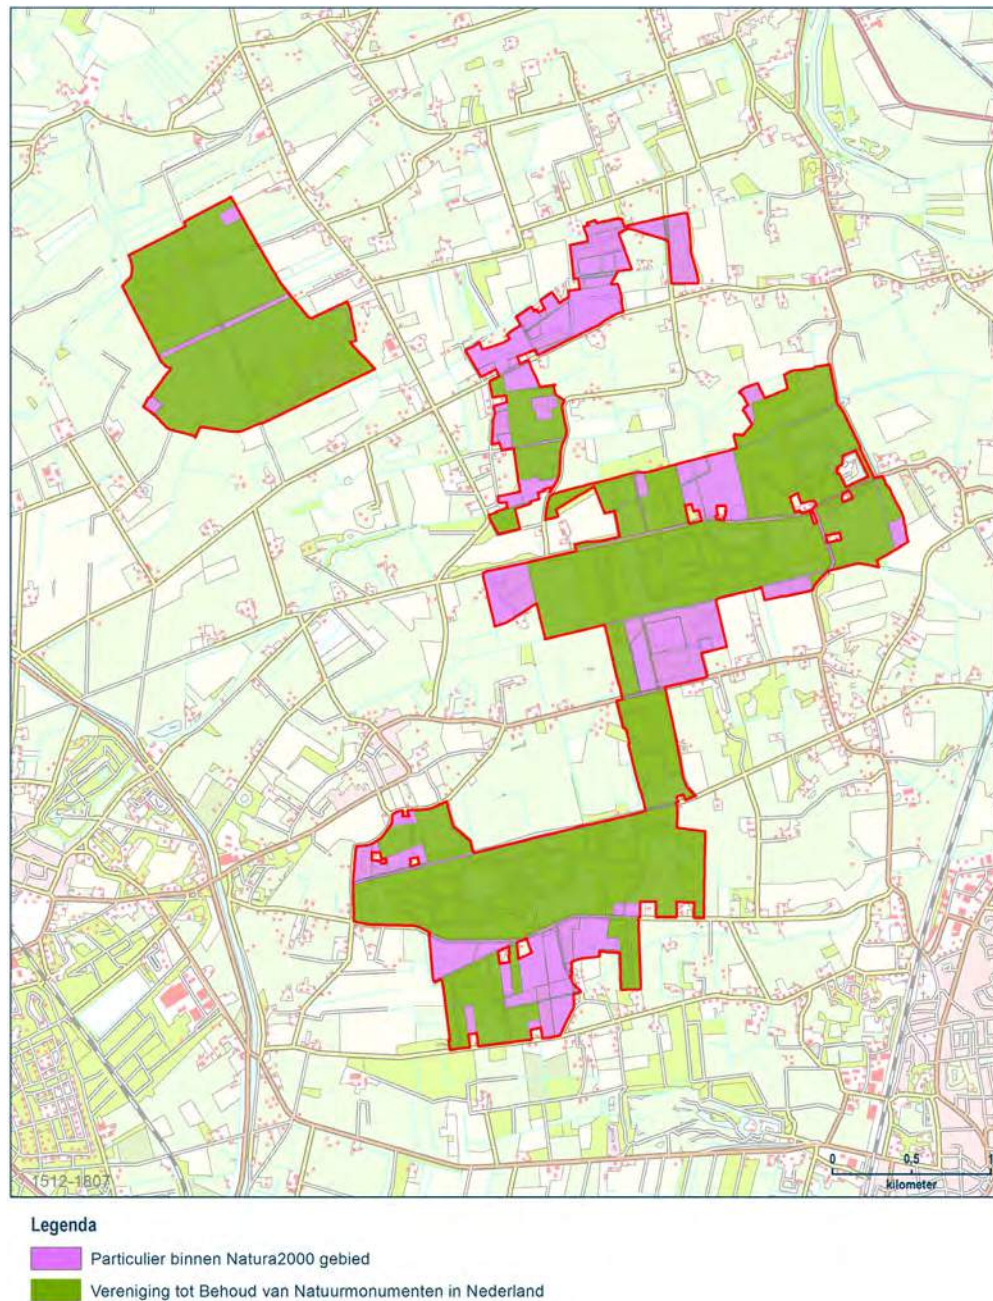 1512-1807
0 0,5 1
kilometer
Legenda
Particulier binnen Natura2000 gebied
Vereniging tot Behoud van Natuurmonumenten in Nederland